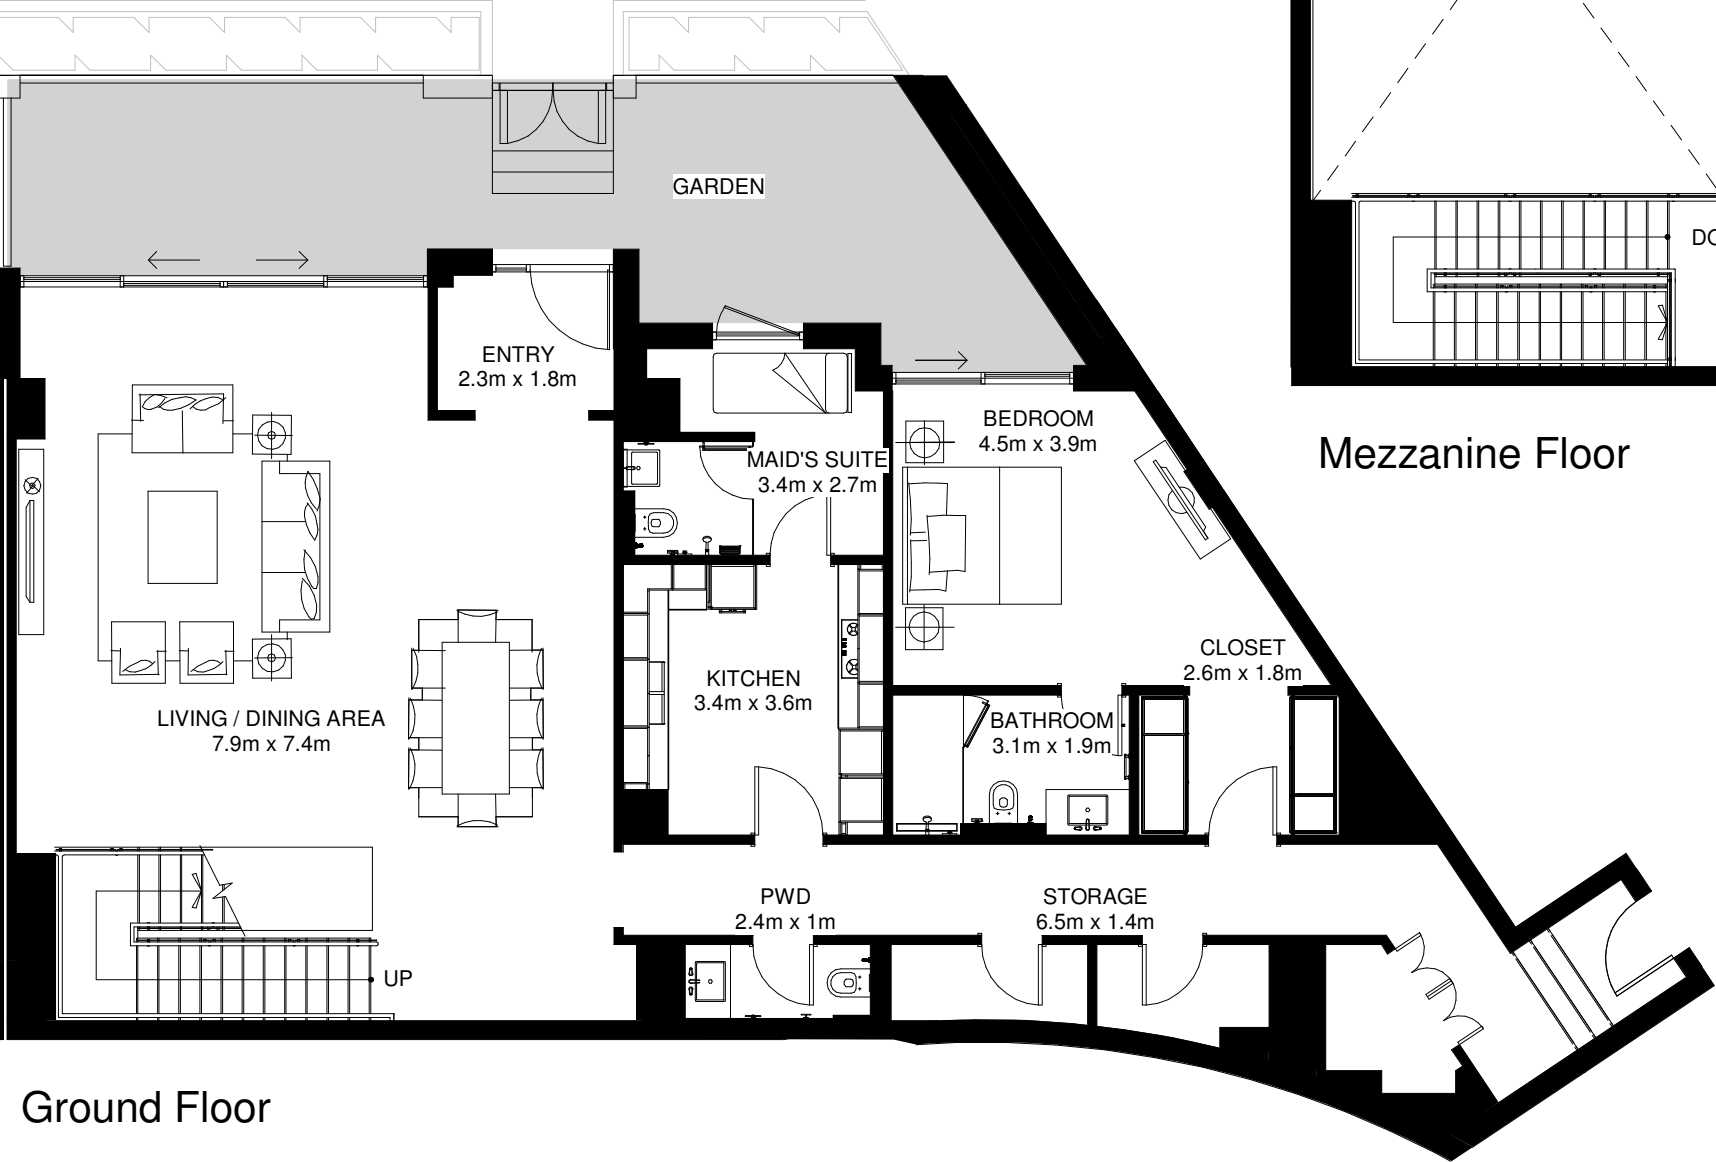 GARDEN
DO
ENTRY
2.3m x 1.8m
BEDROOM
4.5m x 3.9m
Mezzanine Floor
MAID'S SUITE
3.4m x 2.7m
CLOSET
2.6m x 1.8m
KITCHEN
3.4m x 3.6m
LIVING / DINING AREA
7.9m x 7.4m
BATHROOM
3.1m x 1.9m
PWD
2.4m x 1m
STORAGE
6.5m x 1.4m
UP
Ground Floor